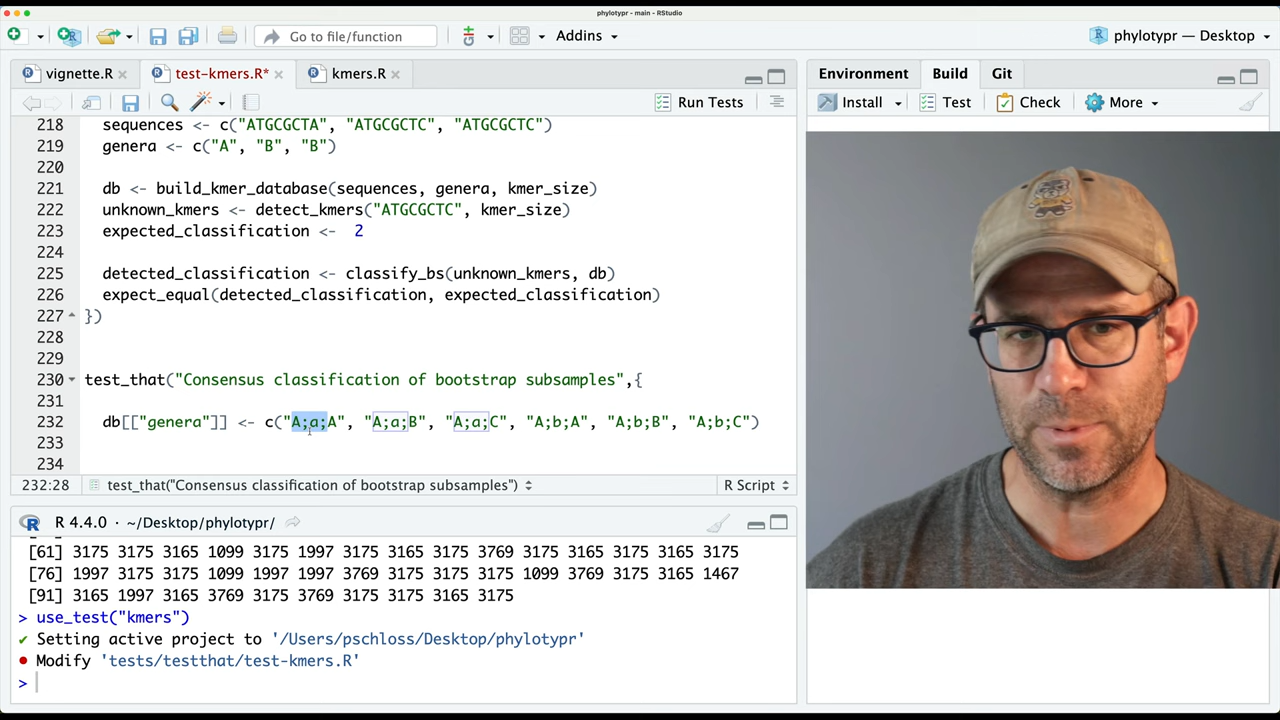 phylotypr - main - RStudio
Go to file/function
Addins
phylotypr — Desktop
vignette.R
test-kmers.R*
kmers.R
Run Tests
218 sequences <- c("ATGCGCTA", "ATGCGCTC", "ATGCGCTC")
219 genera <- c("A", "B", "B")
220
221 db <- build_kmer_database(sequences, genera, kmer_size)
222 unknown_kmers <- detect_kmers("ATGCGCTC", kmer_size)
223 expected_classification <-  2
224
225 detected_classification <- classify_bs(unknown_kmers, db)
226 expect_equal(detected_classification, expected_classification)
227 })
228
229
230 test_that("Consensus classification of bootstrap subsamples",{
231
232 db[["genera"]] <- c("A;a;A", "A;a;B", "A;a;C", "A;b;A", "A;b;B", "A;b;C")
233
234
232:28 test_that("Consensus classification of bootstrap subsamples") R Script
R 4.4.0 · ~/Desktop/phylotypr/
[61] 3175 3175 3165 1099 3175 1997 3175 3165 3175 3769 3175 3165 3175 3165 3175
[76] 1997 3175 3175 1099 1997 1997 3769 3175 3175 3175 1099 3769 3175 3165 1467
[91] 3165 1997 3165 3769 3175 3769 3175 3175 3165 3175
> use_test("kmers")
✔ Setting active project to '/Users/pschloss/Desktop/phylotypr'
● Modify 'tests/testthat/test-kmers.R'
>
Environment
Build
Git
Install
Test
Check
More